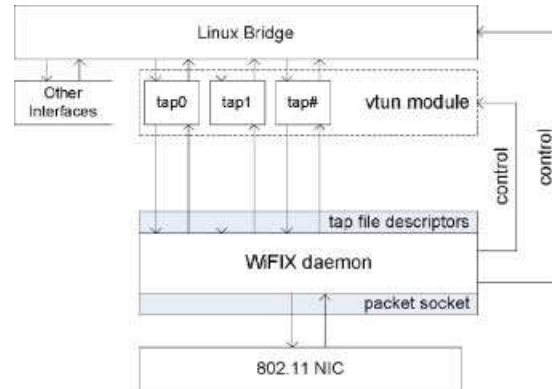 Linux Bridge
Other
Interfaces
tap0
tap1
tap#
vtun module
control
control
tap file descriptors
WiFIX daemon
packet socket
802.11 NIC